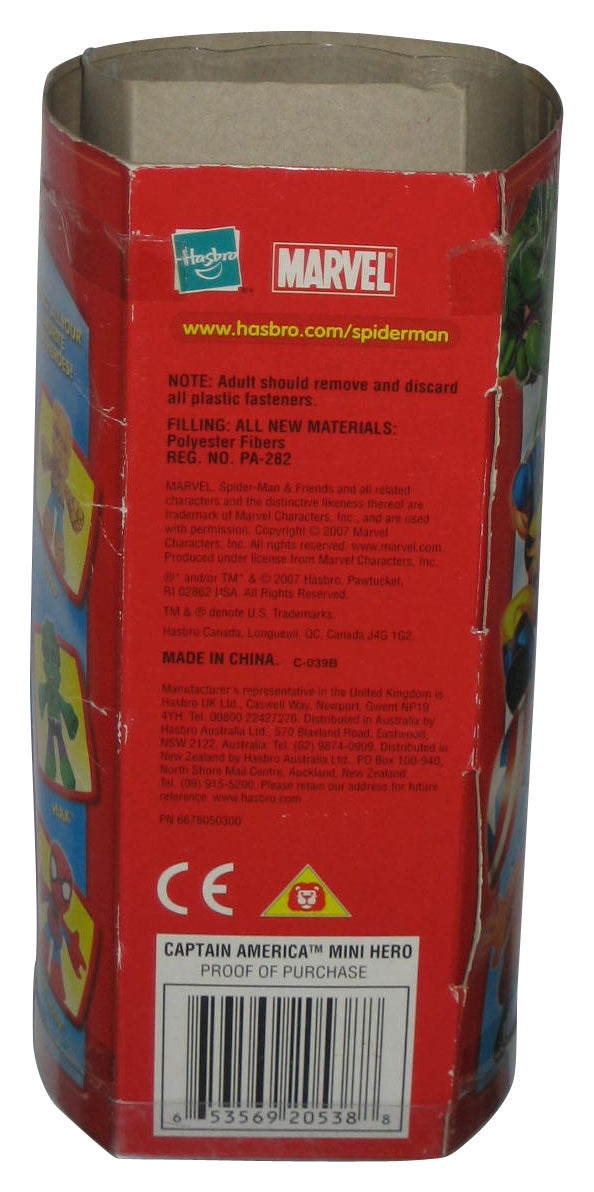 Hasbro
MARVEL
www.hasbro.com/spiderman
NOTE: Adult should remove and discard
all plastic fasteners.
FILLING: ALL NEW MATERIALS:
Polyester Fibers
REG. NO. PA-282
MARVEL, Spider-Man & Friends and all related
characters and the distinctive likeness thereof are
trademark of Marvel Characters, Inc., and are used
with permission. Copyright © 2007 Marvel
Characters, Inc. All rights reserved. www.marvel.com.
Produced under license from Marvel Characters, Inc.
®* and/or TM* & © 2007 Hasbro, Pawtucket,
RI 02862 USA. All Rights Reserved.
TM & ® denote U.S. Trademarks.
Hasbro Canada, Longueuil, QC, Canada J4G 1G2.
MADE IN CHINA. C-039B
Manufacturer's representative in the United Kingdom is
Hasbro UK Ltd., Caswell Way, Newport, Gwent NP19
4YH. Tel: 00800 22427276. Distributed in Australia by
Hasbro Australia Ltd., 570 Blaxland Road, Eastwood,
NSW 2122, Australia. Tel: (02) 9874-0999. Distributed in
New Zealand by Hasbro Australia Ltd., PO Box 100-940,
North Shore Mail Centre, Auckland, New Zealand.
Tel. (09) 915-5200. Please retain our address for future
reference. www.hasbro.com
PN 6678050300
CE
CAPTAIN AMERICA™ MINI HERO
PROOF OF PURCHASE
6 53569 20538 8
HULK